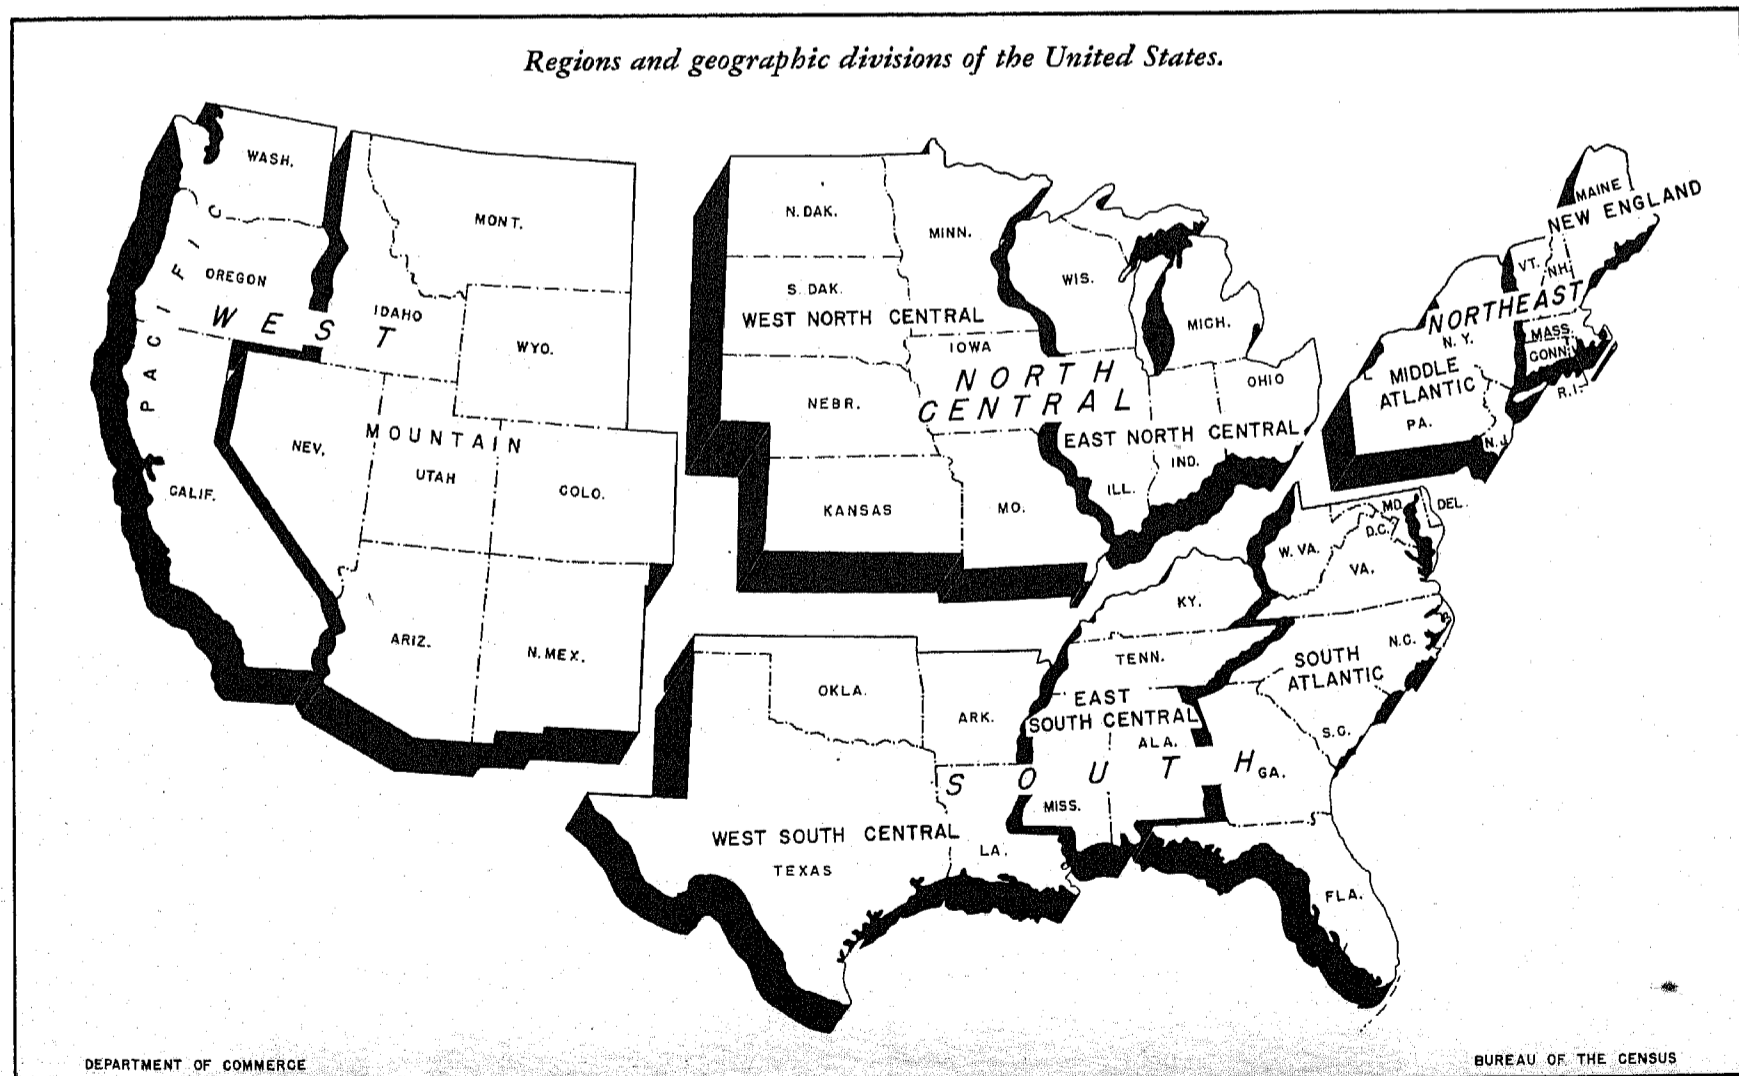 Regions and geographic divisions of the United States.
WASH.
OREGON
CALIF.
PACIFIC
WEST
MONT.
IDAHO
WYO.
NEV.
MOUNTAIN
UTAH
COLO.
ARIZ.
N. MEX.
N. DAK.
MINN.
S. DAK.
WEST NORTH CENTRAL
IOWA
NEBR.
KANSAS
MO.
NORTH
CENTRAL
WIS.
MICH.
OHIO
EAST NORTH CENTRAL
IND.
ILL.
MAINE
NEW ENGLAND
VT.
NH.
NORTHEAST
MASS.
CONN.
R.I.
N. Y.
MIDDLE
ATLANTIC
PA.
N.J.
MD.
DEL.
D.C.
W. VA.
VA.
KY.
N.C.
TENN.
SOUTH
ATLANTIC
EAST
SOUTH CENTRAL
S.C.
ALA.
SOUTH
GA.
MISS.
FLA.
OKLA.
ARK.
WEST SOUTH CENTRAL
TEXAS
LA.
DEPARTMENT OF COMMERCE
BUREAU OF THE CENSUS